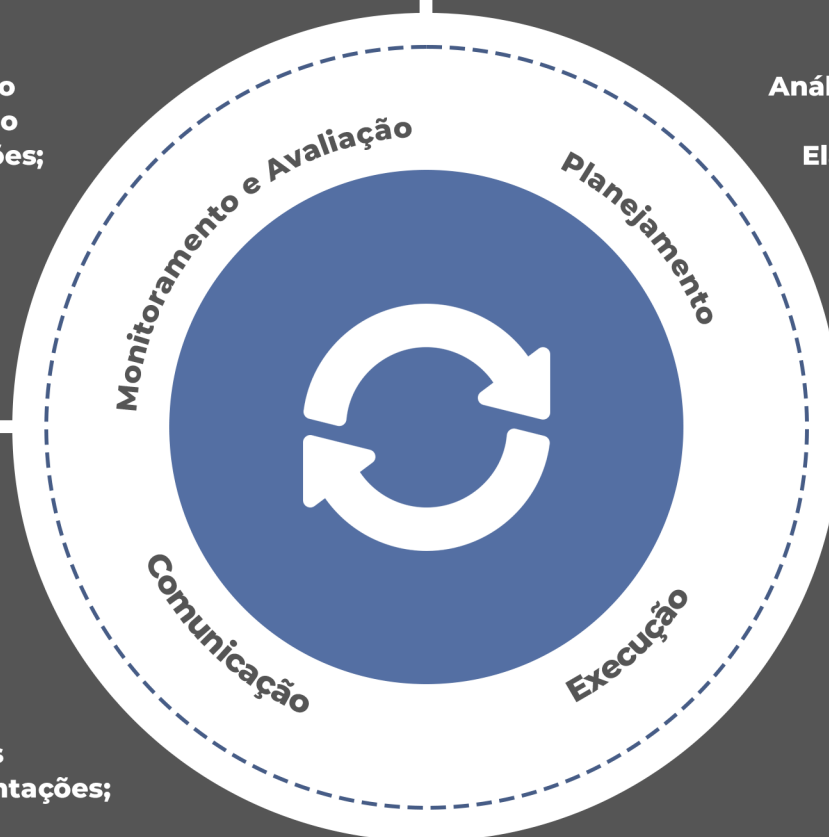 Monitoramento e Avaliação
Planejamento
Execução
Comunicação